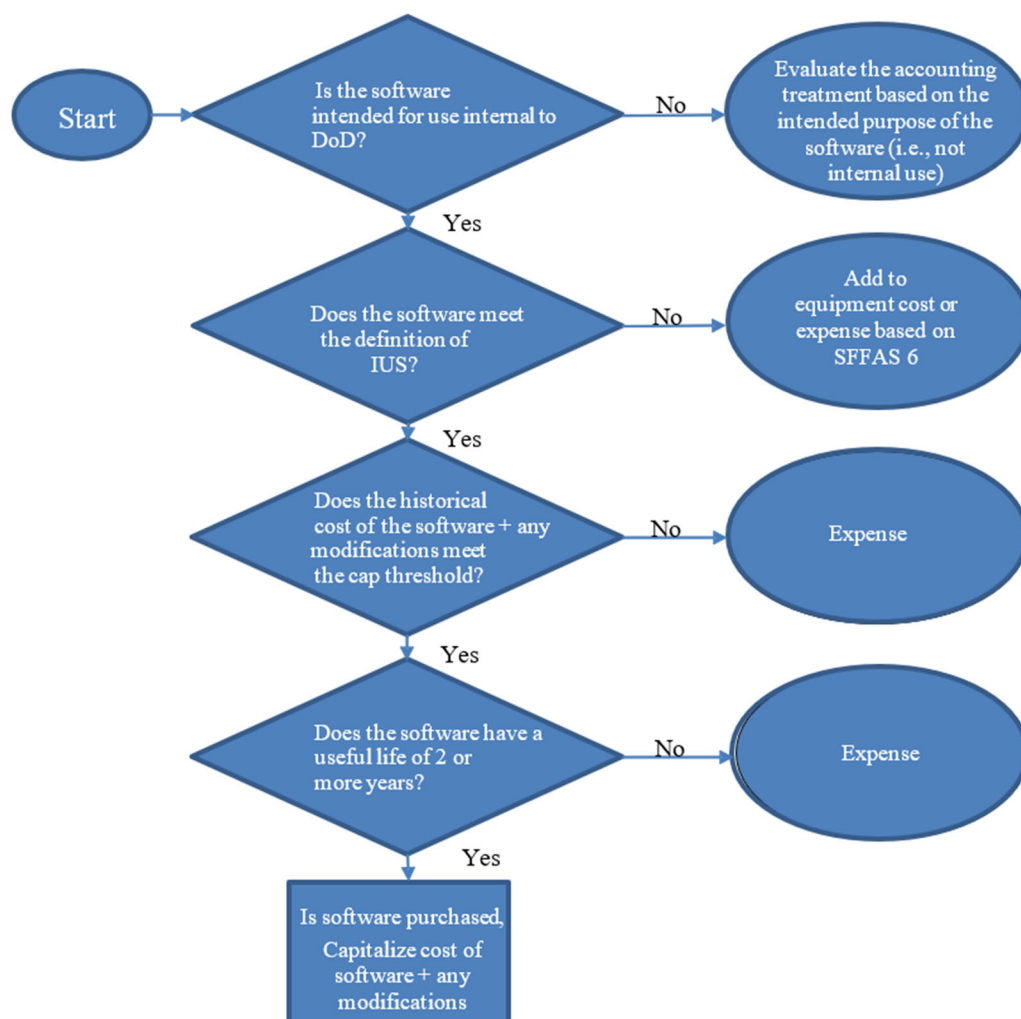 Start
Is the software
intended for use internal to
DoD?
No
Evaluate the accounting
treatment based on the
intended purpose of the
software (i.e., not
internal use)
Yes
Does the software meet
the definition of
IUS?
No
Add to
equipment cost or
expense based on
SFFAS 6
Yes
Does the historical
cost of the software + any
modifications meet
the cap threshold?
No
Expense
Yes
Does the software have a
useful life of 2 or
more years?
No
Expense
Yes
Is software purchased,
Capitalize cost of
software + any
modifications